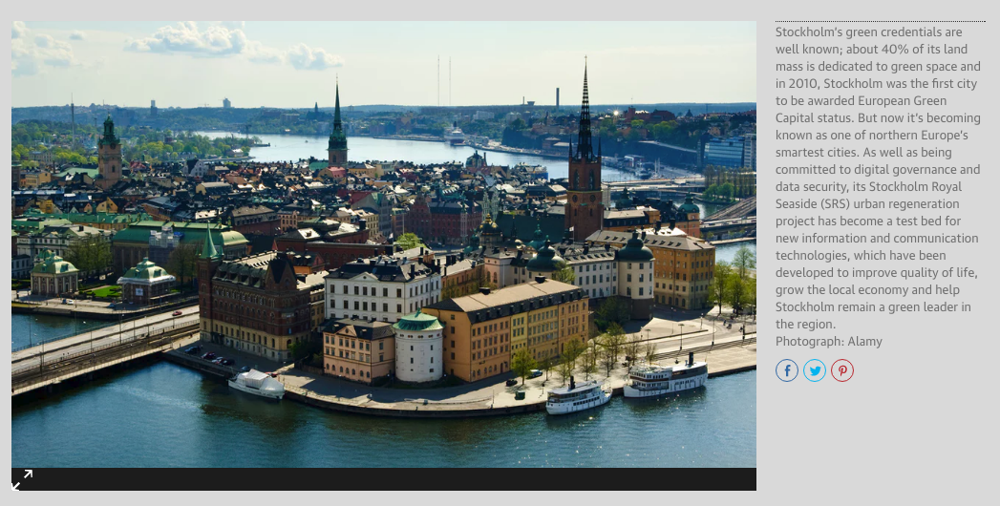 Stockholm's green credentials are
well known; about 40% of its land
mass is dedicated to green space and
in 2010, Stockholm was the first city
to be awarded European Green
Capital status. But now it's becoming
known as one of northern Europe's
smartest cities. As well as being
committed to digital governance and
data security, its Stockholm Royal
Seaside (SRS) urban regeneration
project has become a test bed for
new information and communication
technologies, which have been
developed to improve quality of life,
grow the local economy and help
Stockholm remain a green leader in
the region.
Photograph: Alamy